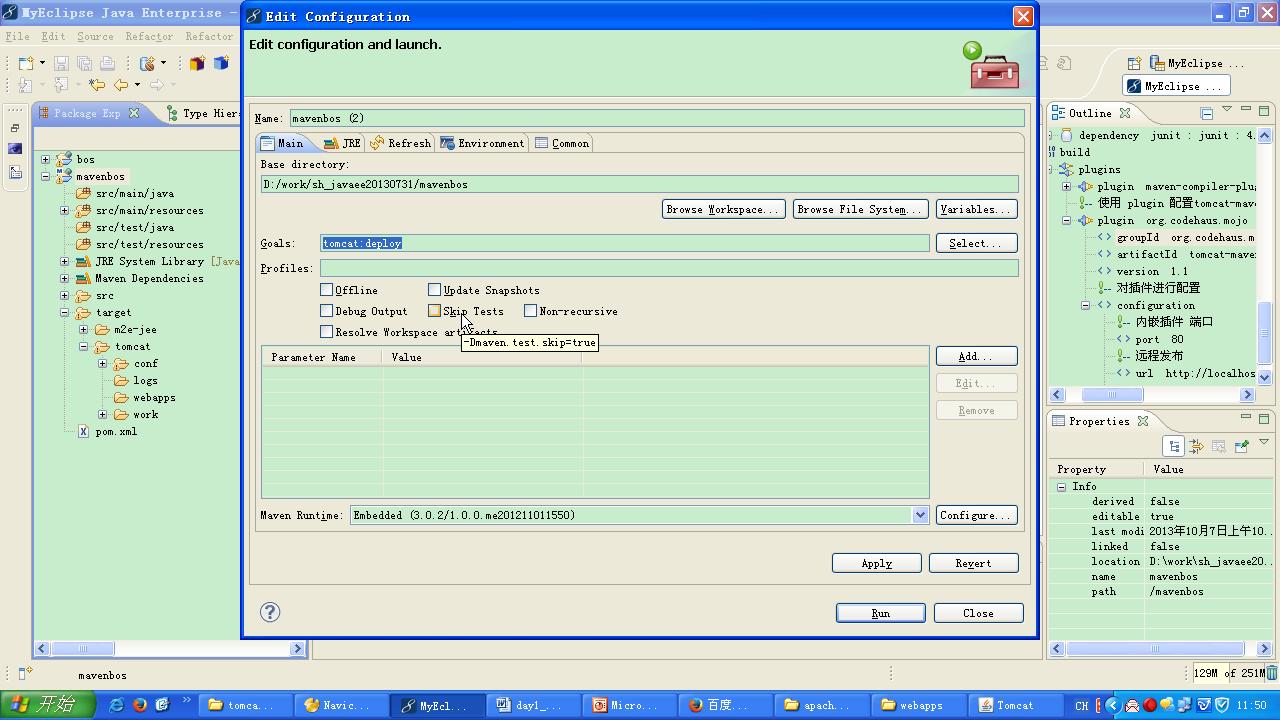 MyEclipse Java Enterprise -
File Edit Source Refactor Refactor
Package Exp
Type Hier
bos
mavenbos
src/main/java
src/main/resources
src/test/java
src/test/resources
JRE System Library [Java
Maven Dependencies
src
target
m2e-jee
tomcat
conf
logs
webapps
work
pom.xml
Edit Configuration
Edit configuration and launch.
Name: mavenbos (2)
Main JRE Refresh Environment Common
Base directory:
D:/work/sh_javaee20130731/mavenbos
Browse Workspace... Browse File System... Variables...
Goals: tomcat:deploy Select...
Profiles:
Offline Update Snapshots
Debug Output Skip Tests Non-recursive
Resolve Workspace artifacts
-Dmaven.test.skip=true
Parameter Name Value
Add...
Edit...
Remove
Maven Runtime: Embedded (3.0.2/1.0.0.me201211011550) Configure...
Apply Revert
Run Close
MyEclipse ...
MyEclipse ...
Outline
dependency junit : junit : 4.
build
plugins
plugin maven-compiler-plu
使用 plugin 配置tomcat-mav
plugin org.codehaus.mojo
groupId org.codehaus.m
artifactId tomcat-mave
version 1.1
对插件进行配置
configuration
内嵌插件 端口
port 80
远程发布
url http://localhos
Properties
Property Value
Info
derived false
editable true
last modi 2013年10月7日上午10...
linked false
location D:\work\sh_javaee20...
name mavenbos
path /mavenbos
mavenbos
129M of 251M
开始
tomca...
Navic...
MyEcl...
day1_...
Micro...
百度...
apach...
webapps
Tomcat
CH
11:50